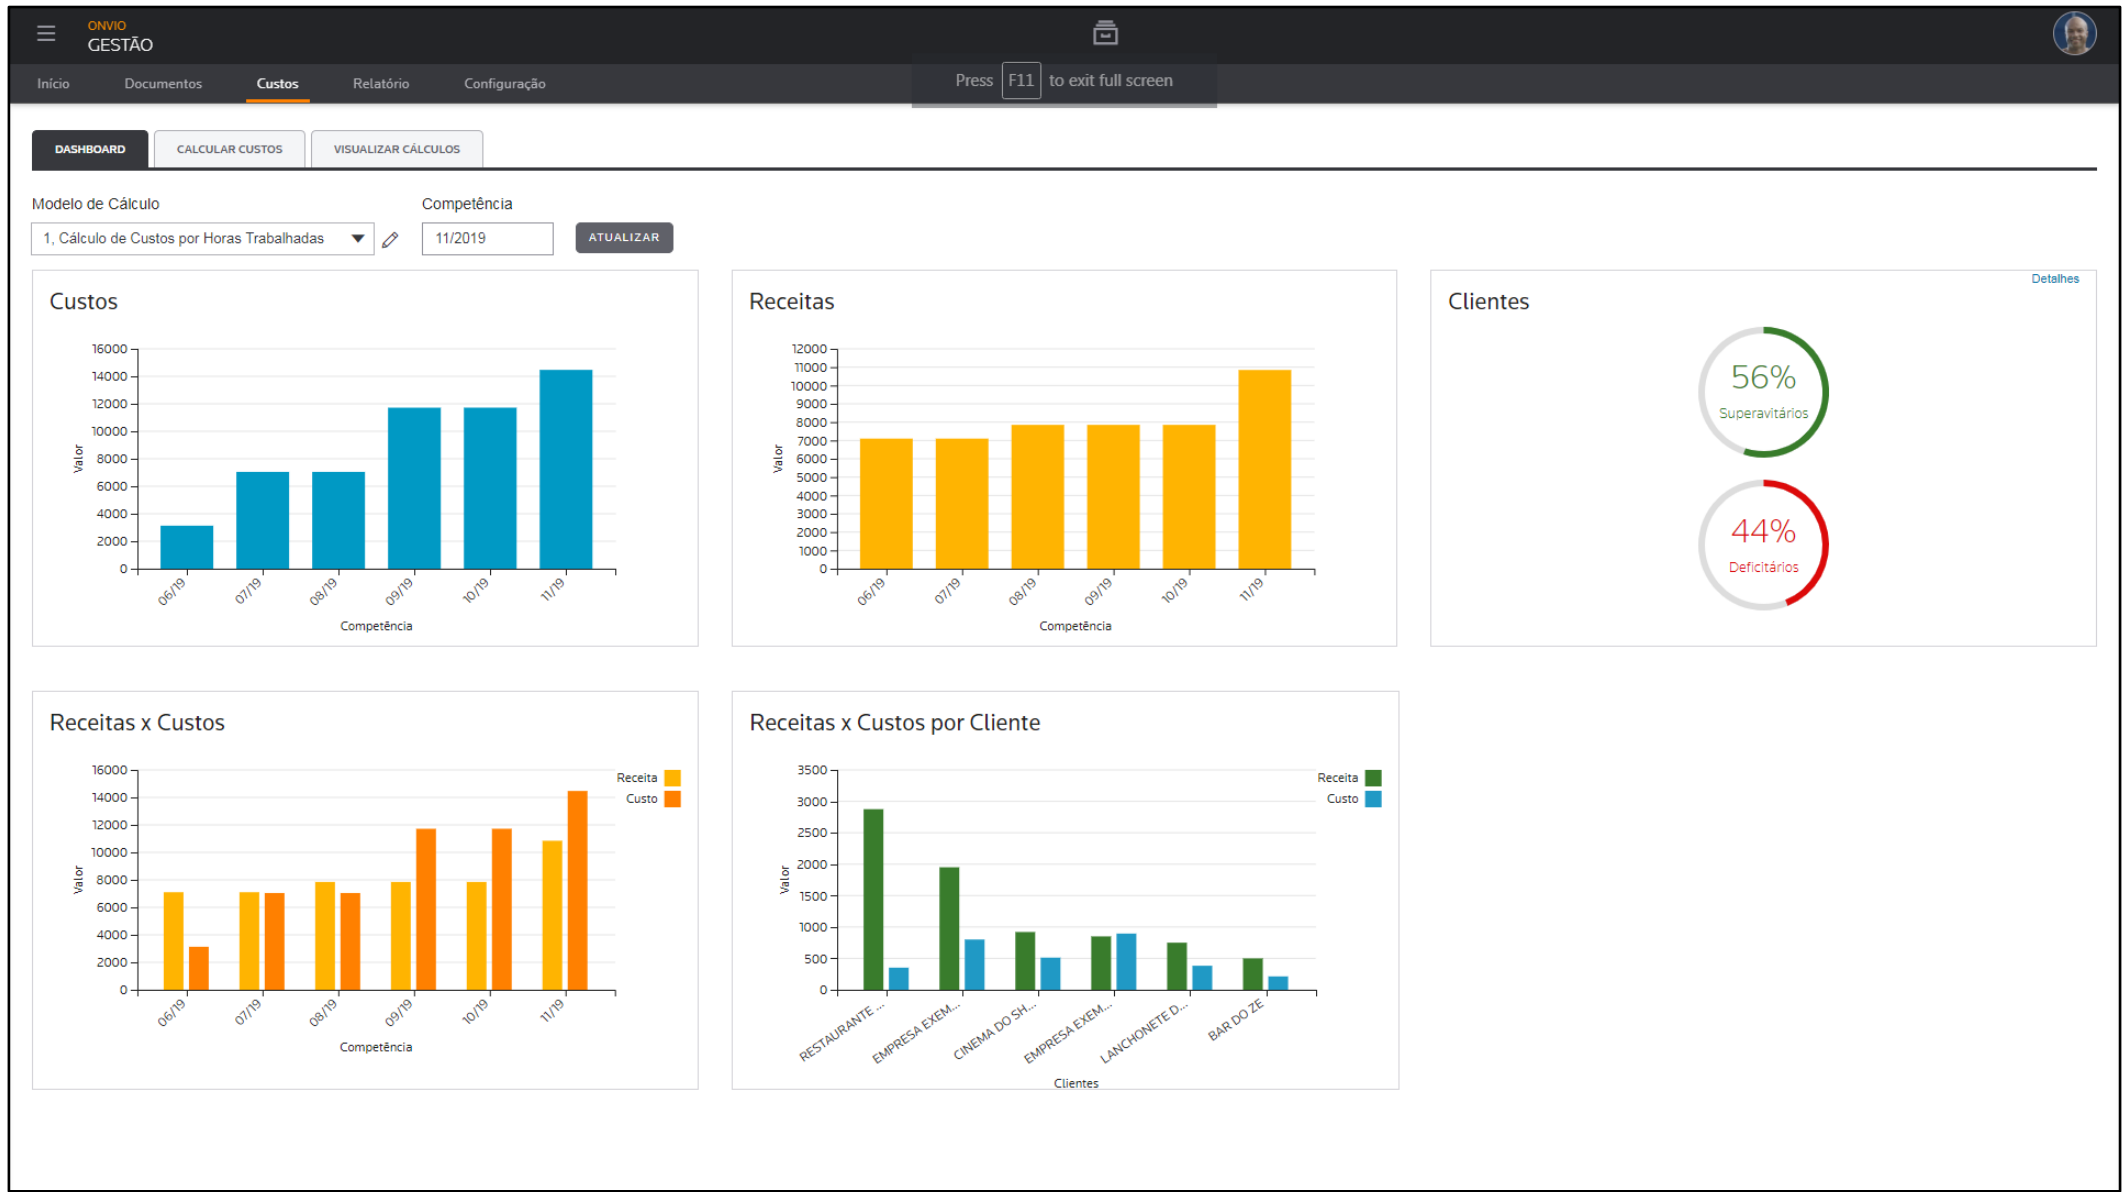 ONVIO
GESTÃO
Press F11 to exit full screen
Início Documentos Custos Relatório Configuração
DASHBOARD CALCULAR CUSTOS VISUALIZAR CÁLCULOS
Modelo de Cálculo Competência
1, Cálculo de Custos por Horas Trabalhadas 11/2019 ATUALIZAR
Custos
16000
14000
12000
10000
8000
6000
4000
2000
0
Valor
06/19 07/19 08/19 09/19 10/19 11/19
Competência
Receitas
12000
11000
10000
9000
8000
7000
6000
5000
4000
3000
2000
1000
0
Valor
06/19 07/19 08/19 09/19 10/19 11/19
Competência
Detalhes
Clientes
56%
Superavitários
44%
Deficitários
Receitas x Custos
Receita
Custo
16000
14000
12000
10000
8000
6000
4000
2000
0
Valor
06/19 07/19 08/19 09/19 10/19 11/19
Competência
Receitas x Custos por Cliente
Receita
Custo
3500
3000
2500
2000
1500
1000
500
0
Valor
RESTAURANTE ... EMPRESA EXEM... CINEMA DO SH... EMPRESA EXEM... LANCHONETE D... BAR DO ZE
Clientes